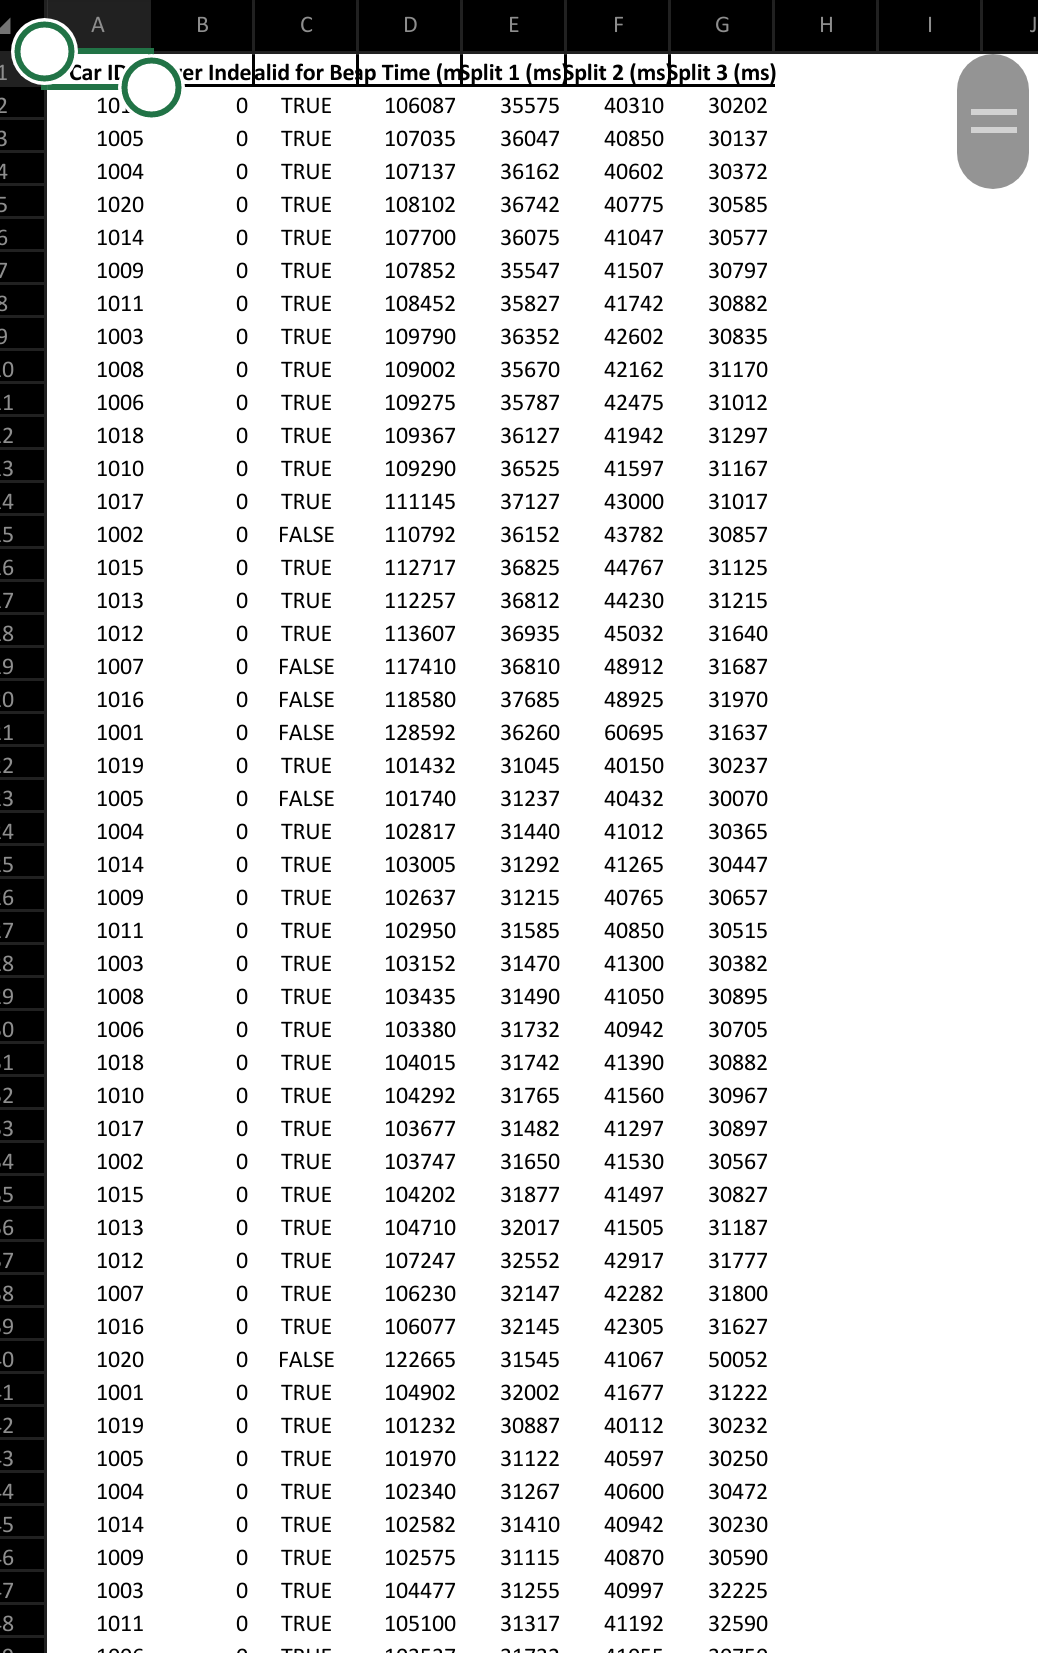 A B C D E F G H I J
1 Car ID rer Inde alid for Be ap Time (m Split 1 (ms) Split 2 (ms) Split 3 (ms)
2 101 0 TRUE 106087 35575 40310 30202
3 1005 0 TRUE 107035 36047 40850 30137
4 1004 0 TRUE 107137 36162 40602 30372
5 1020 0 TRUE 108102 36742 40775 30585
6 1014 0 TRUE 107700 36075 41047 30577
7 1009 0 TRUE 107852 35547 41507 30797
8 1011 0 TRUE 108452 35827 41742 30882
9 1003 0 TRUE 109790 36352 42602 30835
0 1008 0 TRUE 109002 35670 42162 31170
1 1006 0 TRUE 109275 35787 42475 31012
2 1018 0 TRUE 109367 36127 41942 31297
3 1010 0 TRUE 109290 36525 41597 31167
4 1017 0 TRUE 111145 37127 43000 31017
5 1002 0 FALSE 110792 36152 43782 30857
6 1015 0 TRUE 112717 36825 44767 31125
7 1013 0 TRUE 112257 36812 44230 31215
8 1012 0 TRUE 113607 36935 45032 31640
9 1007 0 FALSE 117410 36810 48912 31687
0 1016 0 FALSE 118580 37685 48925 31970
1 1001 0 FALSE 128592 36260 60695 31637
2 1019 0 TRUE 101432 31045 40150 30237
3 1005 0 FALSE 101740 31237 40432 30070
4 1004 0 TRUE 102817 31440 41012 30365
5 1014 0 TRUE 103005 31292 41265 30447
6 1009 0 TRUE 102637 31215 40765 30657
7 1011 0 TRUE 102950 31585 40850 30515
8 1003 0 TRUE 103152 31470 41300 30382
9 1008 0 TRUE 103435 31490 41050 30895
0 1006 0 TRUE 103380 31732 40942 30705
1 1018 0 TRUE 104015 31742 41390 30882
2 1010 0 TRUE 104292 31765 41560 30967
3 1017 0 TRUE 103677 31482 41297 30897
4 1002 0 TRUE 103747 31650 41530 30567
5 1015 0 TRUE 104202 31877 41497 30827
6 1013 0 TRUE 104710 32017 41505 31187
7 1012 0 TRUE 107247 32552 42917 31777
8 1007 0 TRUE 106230 32147 42282 31800
9 1016 0 TRUE 106077 32145 42305 31627
0 1020 0 FALSE 122665 31545 41067 50052
1 1001 0 TRUE 104902 32002 41677 31222
2 1019 0 TRUE 101232 30887 40112 30232
3 1005 0 TRUE 101970 31122 40597 30250
4 1004 0 TRUE 102340 31267 40600 30472
5 1014 0 TRUE 102582 31410 40942 30230
6 1009 0 TRUE 102575 31115 40870 30590
7 1003 0 TRUE 104477 31255 40997 32225
8 1011 0 TRUE 105100 31317 41192 32590